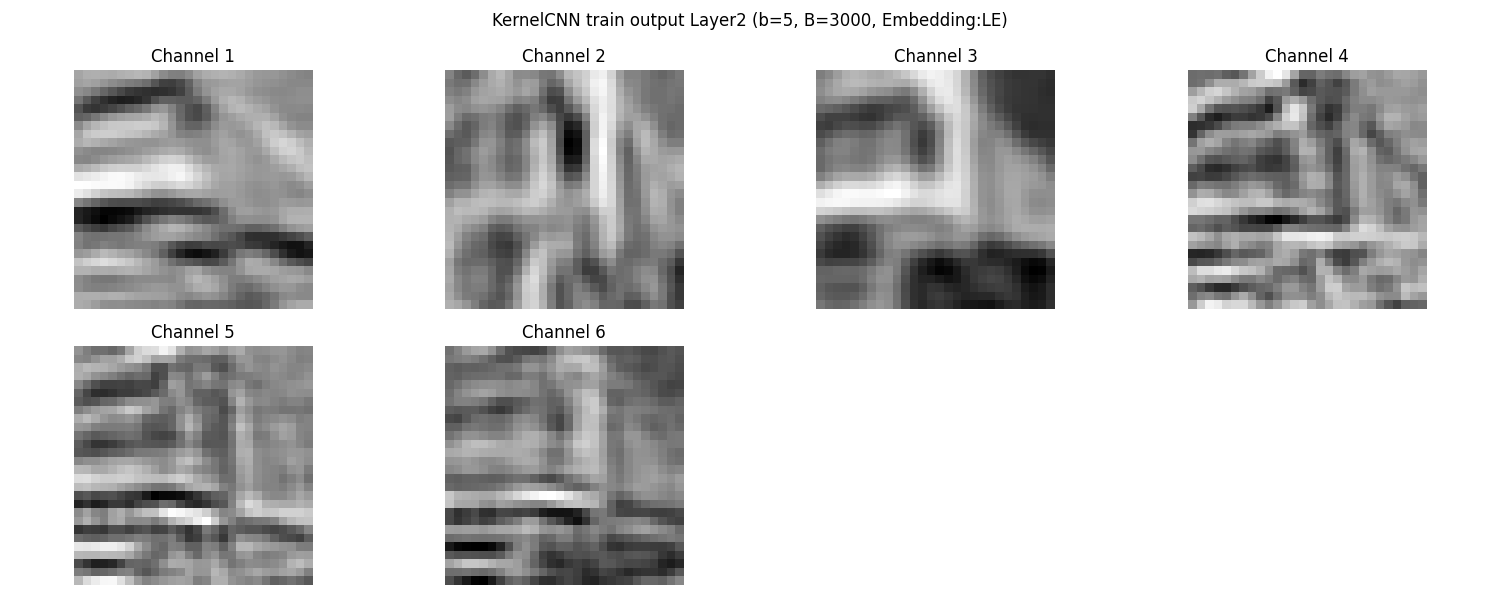 KernelCNN train output Layer2 (b=5, B=3000, Embedding:LE)
Channel 1
Channel 2
Channel 3
Channel 4
Channel 5
Channel 6